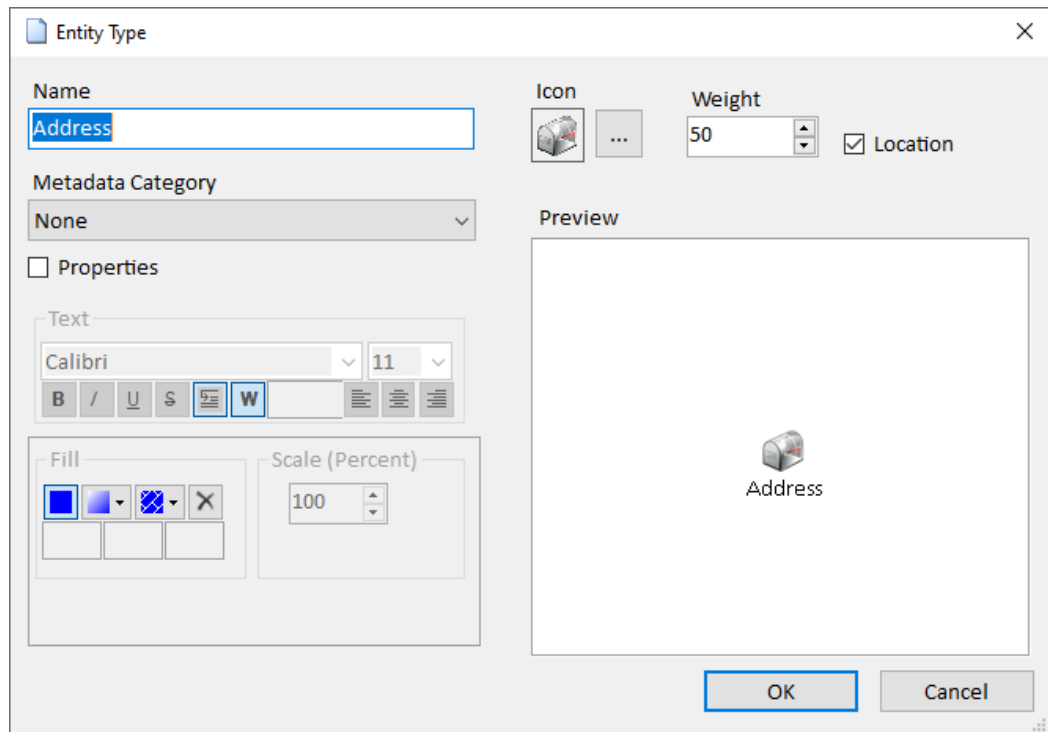 Entity Type
Name
Address
Icon
...
Weight
50
Location
Metadata Category
None
Properties
Text
Calibri
11
B I U S W
Fill
Scale (Percent)
100
Preview
Address
OK
Cancel